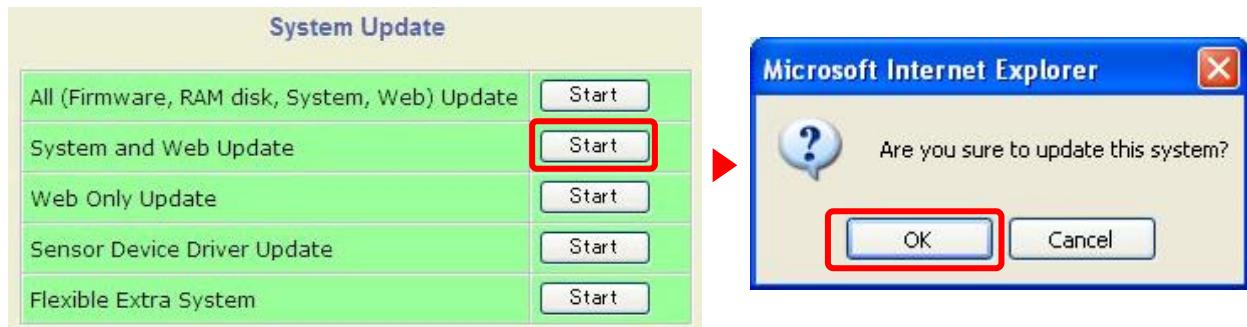 System Update
All (Firmware, RAM disk, System, Web) Update Start
System and Web Update Start
Web Only Update Start
Sensor Device Driver Update Start
Flexible Extra System Start
Microsoft Internet Explorer
Are you sure to update this system?
OK Cancel